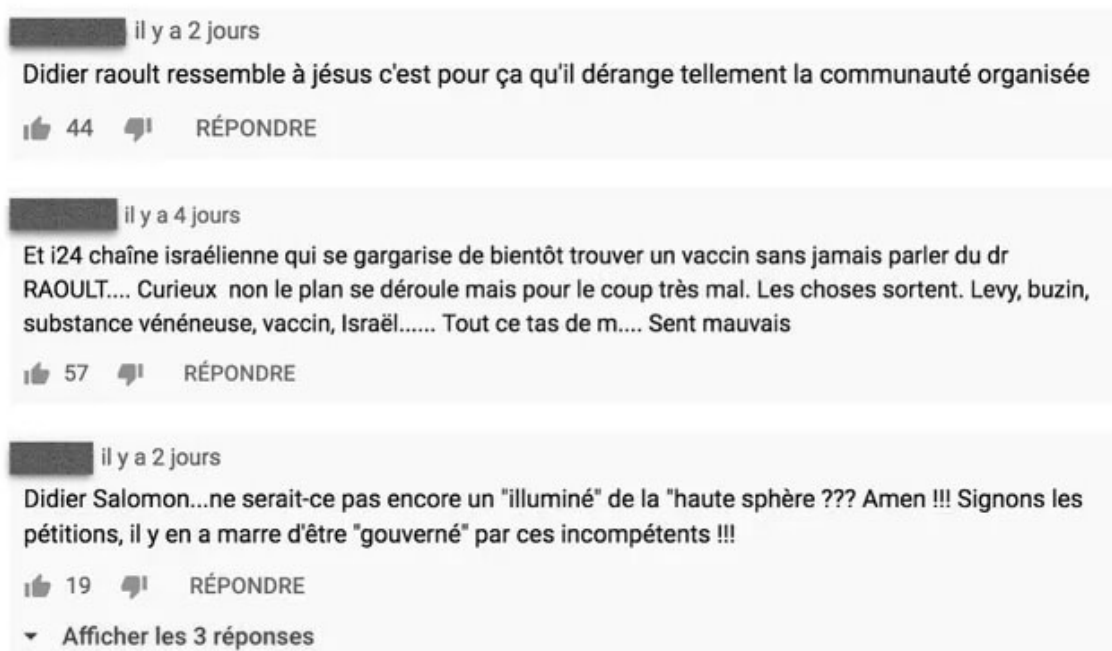 il y a 2 jours
Didier raoult ressemble à jésus c'est pour ça qu'il dérange tellement la communauté organisée
44 RÉPONDRE
il y a 4 jours
Et i24 chaîne israélienne qui se gargarise de bientôt trouver un vaccin sans jamais parler du dr
RAOULT.... Curieux  non le plan se déroule mais pour le coup très mal. Les choses sortent. Levy, buzin,
substance vénéneuse, vaccin, Israël...... Tout ce tas de m.... Sent mauvais
57 RÉPONDRE
il y a 2 jours
Didier Salomon...ne serait-ce pas encore un "illuminé" de la "haute sphère ??? Amen !!! Signons les
pétitions, il y en a marre d'être "gouverné" par ces incompétents !!!
19 RÉPONDRE
Afficher les 3 réponses